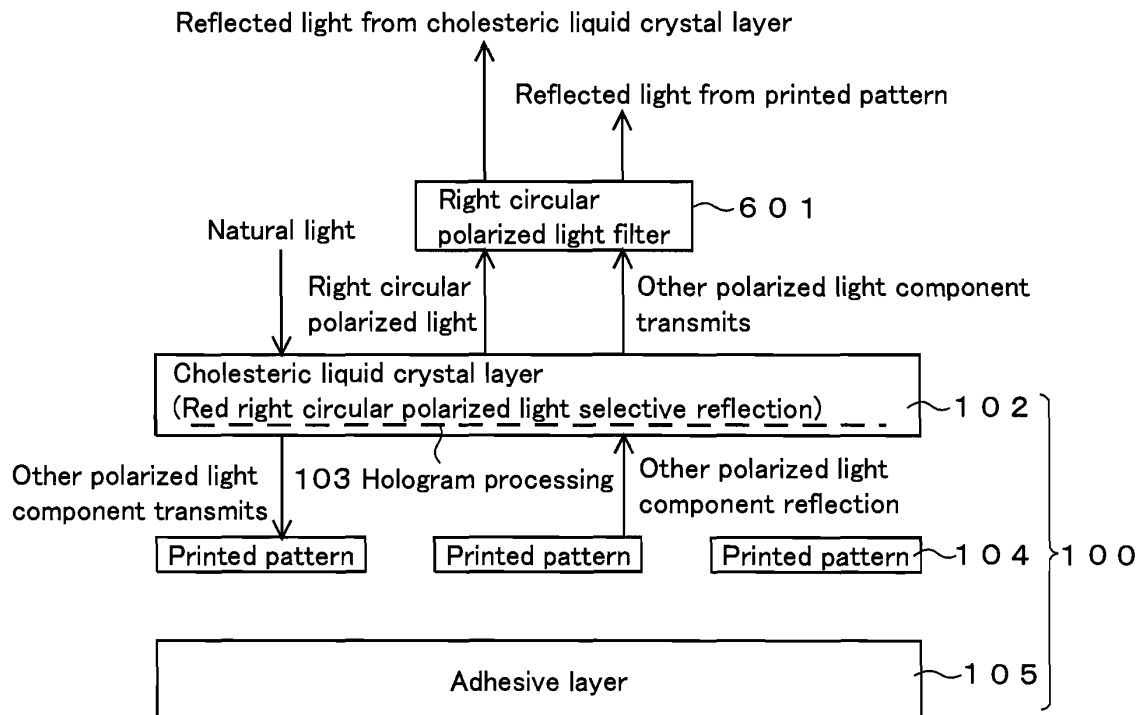 Reflected light from cholesteric liquid crystal layer
Reflected light from printed pattern
Right circular
polarized light filter
601
Natural light
Right circular
polarized light
Other polarized light component
transmits
Cholesteric liquid crystal layer
(Red right circular polarized light selective reflection)
102
Other polarized light
component transmits
103 Hologram processing
Other polarized light
component reflection
Printed pattern
Printed pattern
Printed pattern
104
100
Adhesive layer
105